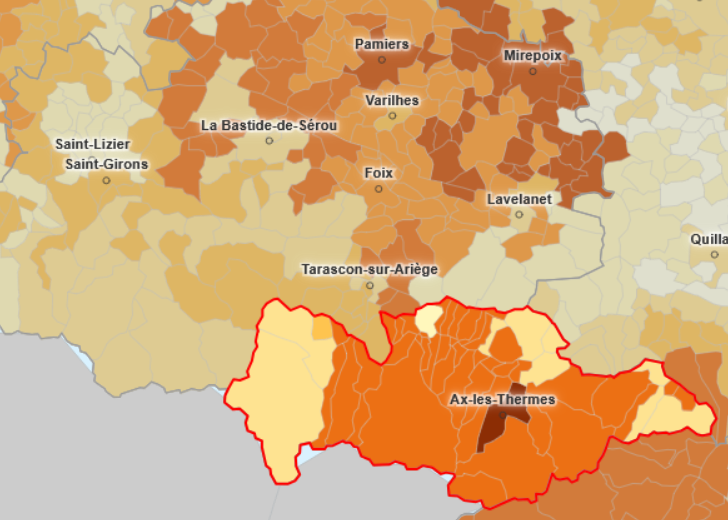 Pamiers
Mirepoix
Varilhes
La Bastide-de-Sérou
Saint-Lizier
Saint-Girons
Foix
Lavelanet
Quilla
Tarascon-sur-Ariège
Ax-les-Thermes